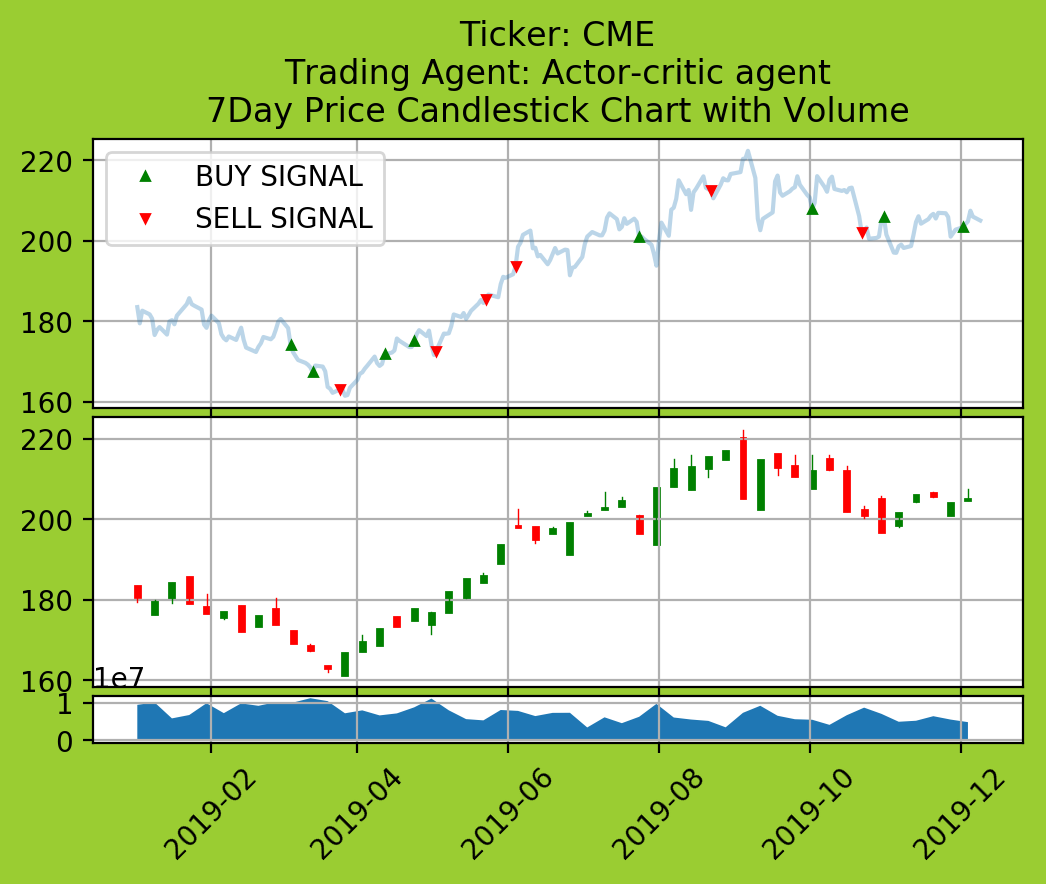 Ticker: CME
Trading Agent: Actor-critic agent
7Day Price Candlestick Chart with Volume
BUY SIGNAL
SELL SIGNAL
220
200
180
160
220
200
180
160
1e7
1
0
2019-02
2019-04
2019-06
2019-08
2019-10
2019-12